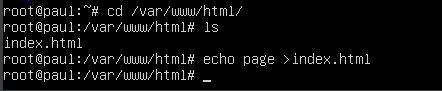 root@paul:~# cd /var/www/html/
root@paul:/var/www/html# ls
index.html
root@paul:/var/www/html# echo page >index.html
root@paul:/var/www/html# _